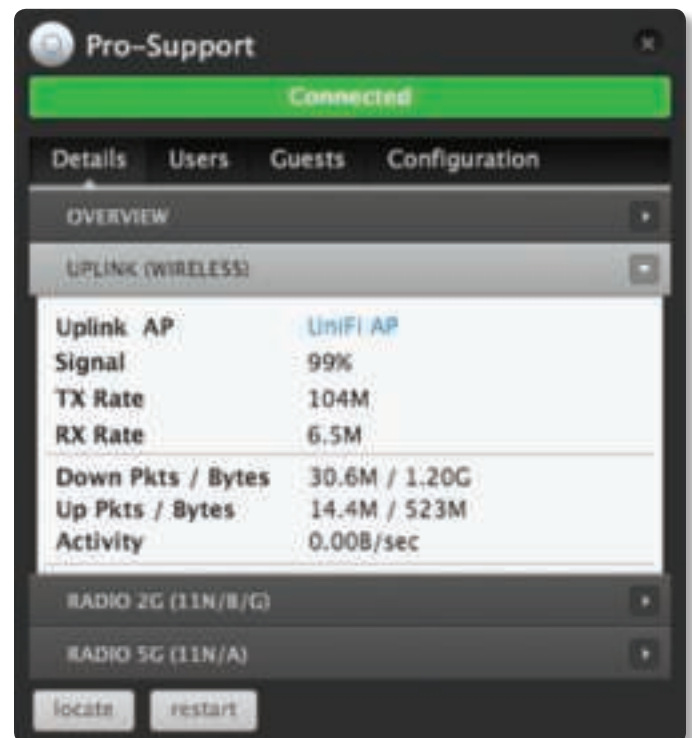 Pro-Support
Connected
Details Users Guests Configuration
OVERVIEW
UPLINK (WIRELESS)
Uplink AP UniFi AP
Signal 99%
TX Rate 104M
RX Rate 6.5M
Down Pkts / Bytes 30.6M / 1.20G
Up Pkts / Bytes 14.4M / 523M
Activity 0.00B/sec
RADIO 2G (11N/B/G)
RADIO 5G (11N/A)
locate restart